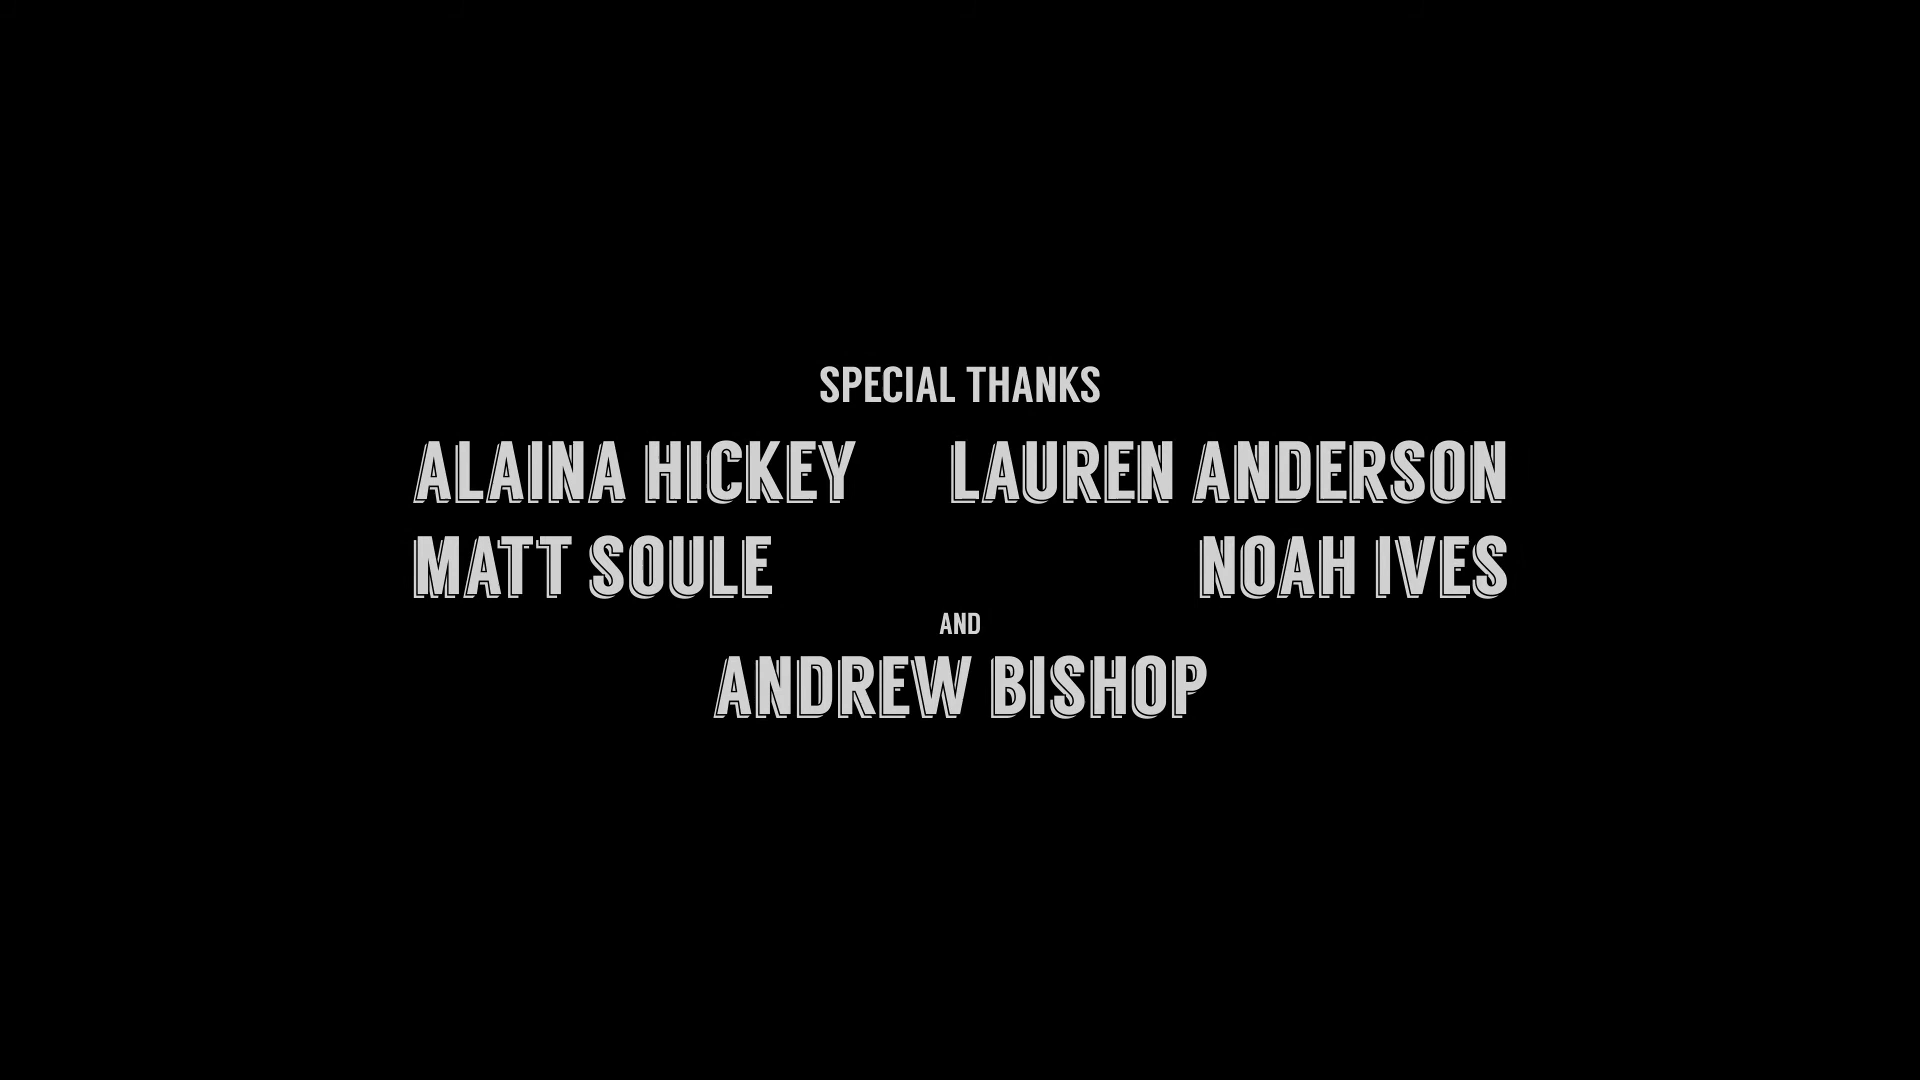 SPECIAL THANKS
ALAINA HICKEY LAUREN ANDERSON
MATT SOULE NOAH IVES
AND
ANDREW BISHOP